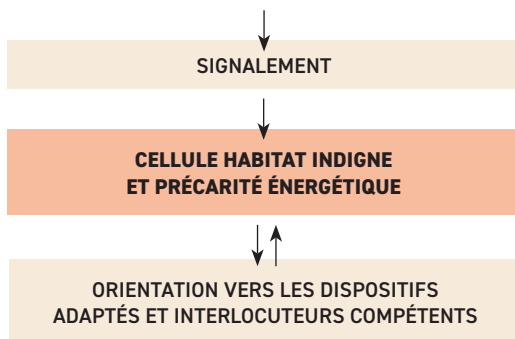 SIGNALEMENT
CELLULE HABITAT INDIGNE
ET PRÉCARITÉ ÉNERGÉTIQUE
ORIENTATION VERS LES DISPOSITIFS
ADAPTÉS ET INTERLOCUTEURS COMPÉTENTS